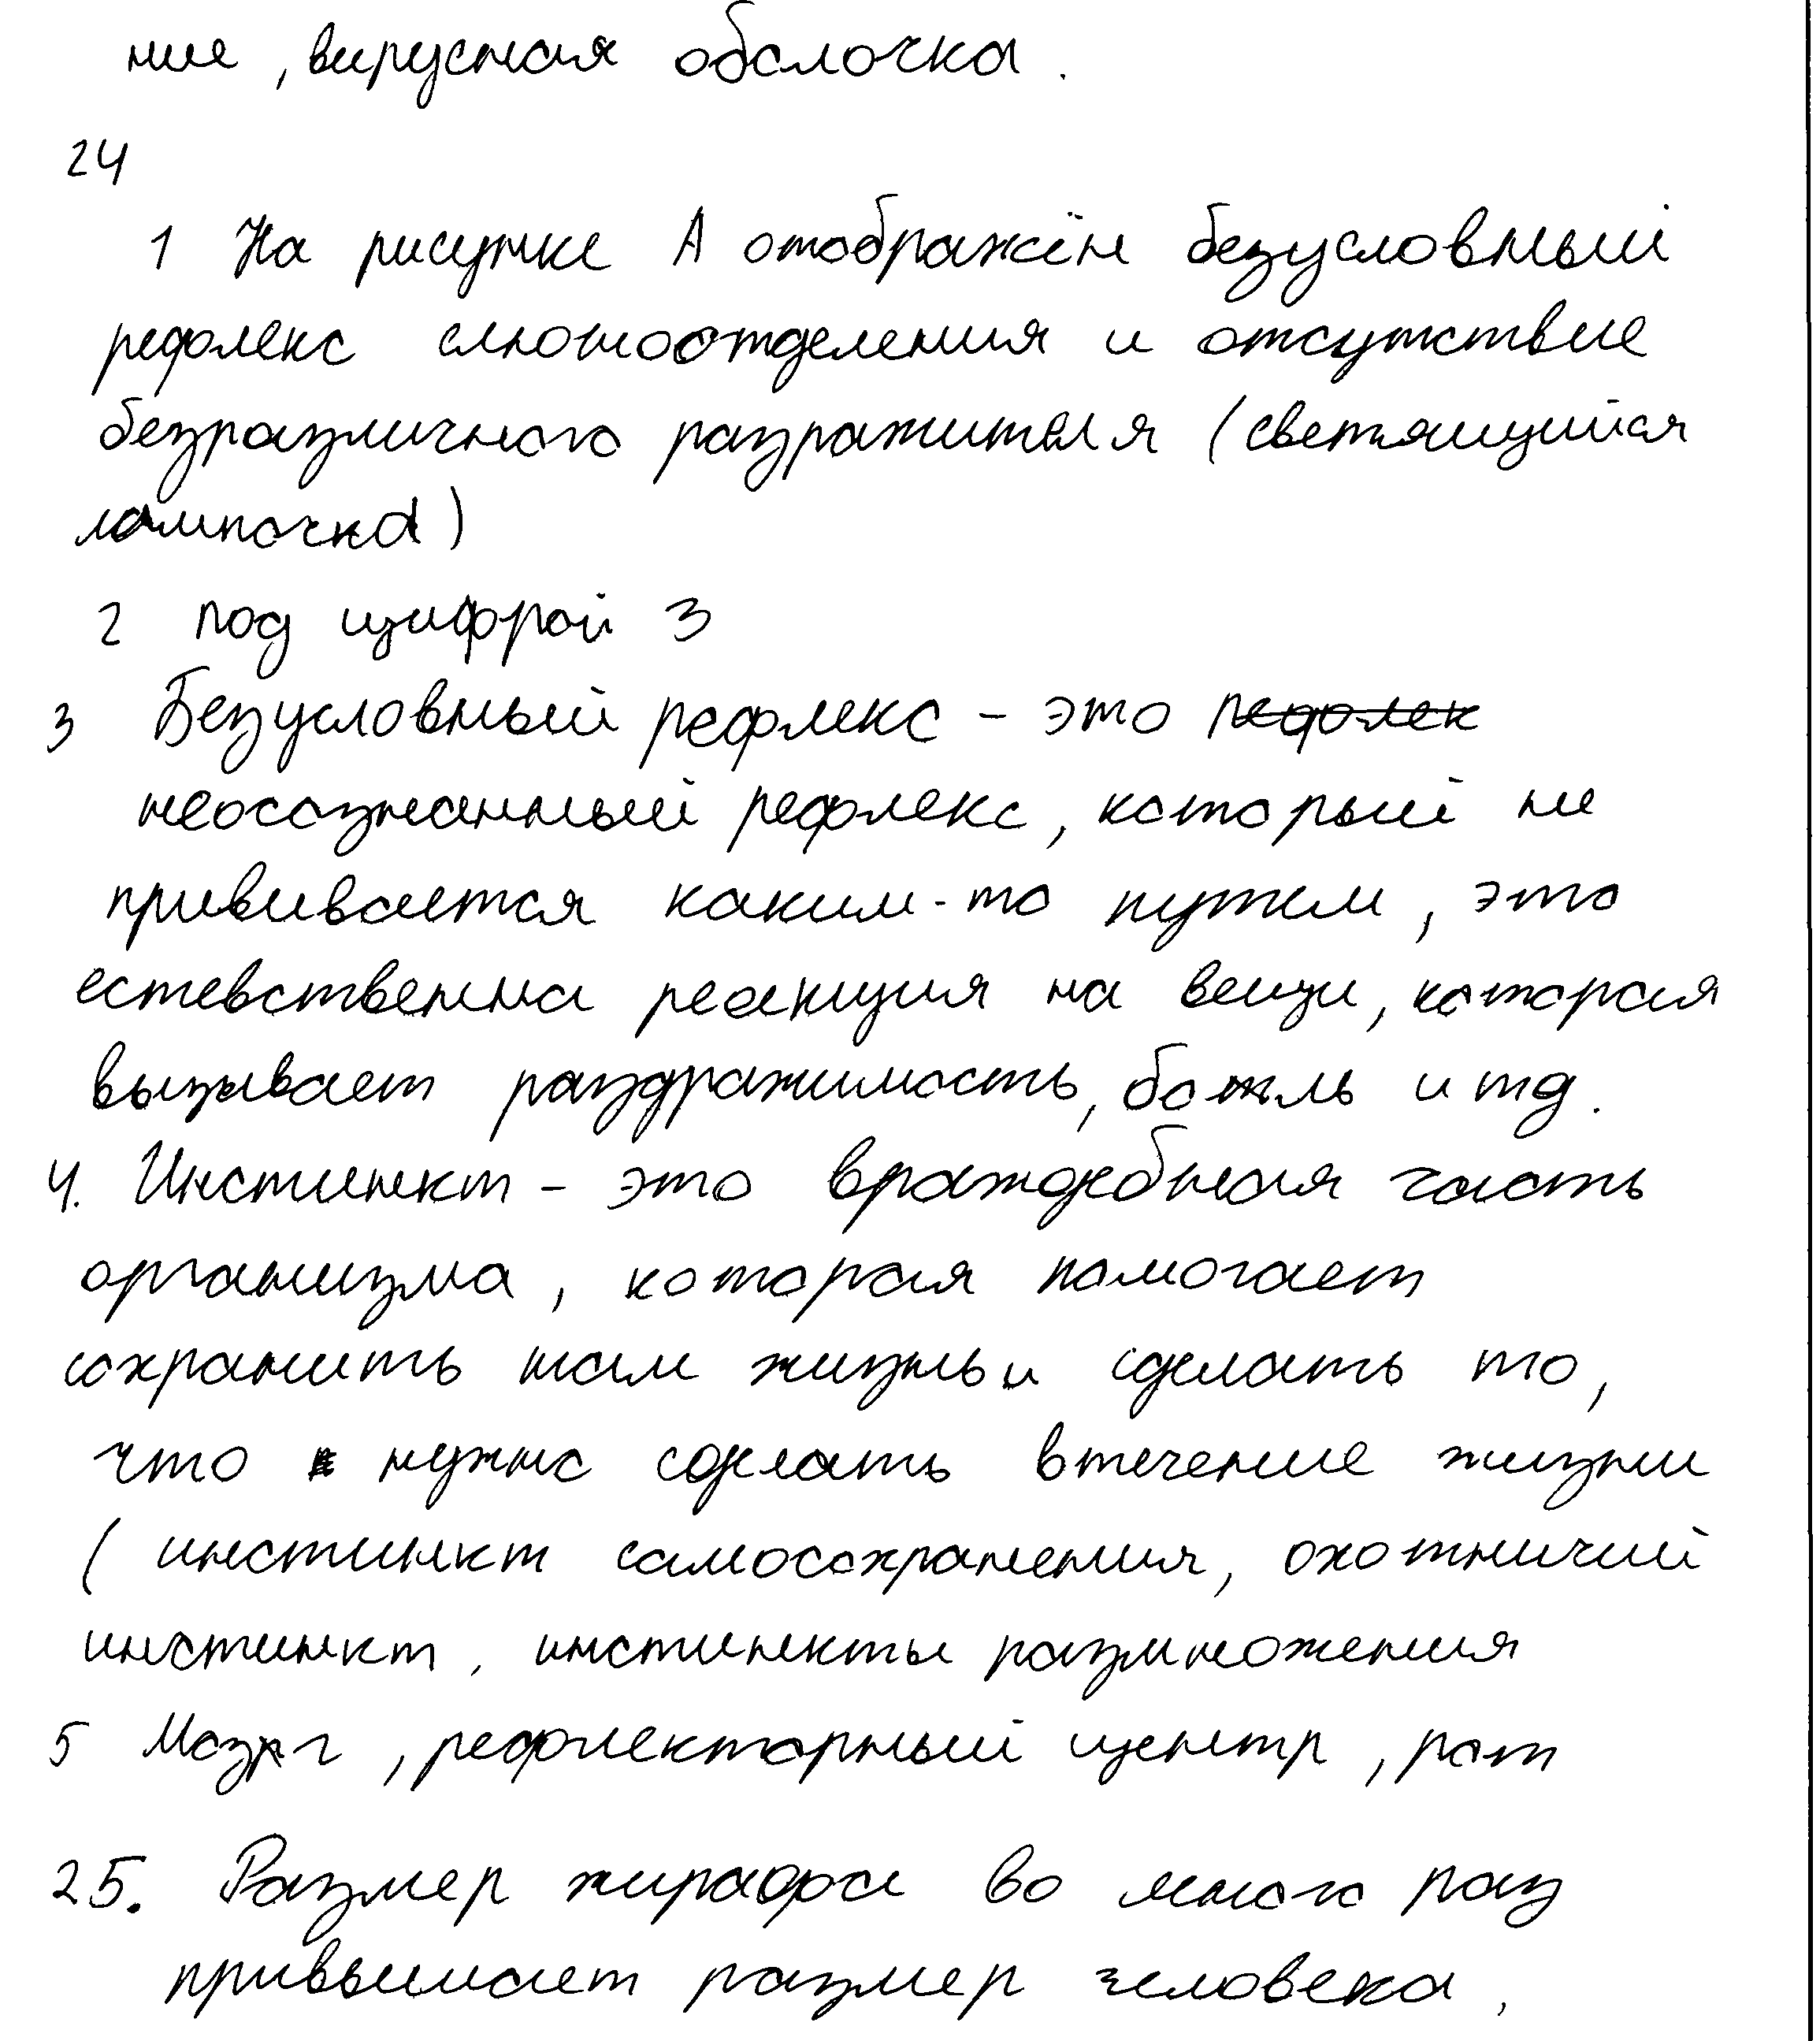 ние, вирусная оболочка.
24
1 На рисунке А отображён безусловный
рефлекс слюноотделения и отсутствие
безразличного разражителя (светящийся
лампочка)
2 под цифрой 3
3 Безусловный рефлекс - это рефлек
неосознанный рефлекс, который не
прививается каким-то путем, это
естевственна реакция на вещи, которая
вызывает раздражимость, боль и тд.
4. Инстинкт - это враждебная часть
организма, которая помогает
сохранить нам жизнь и сделать то,
что нужно сделать втечение жизни
( инстинкт самосохранения, охотничий
инстинкт, инстинкты размножения
5 Мозг, рефлекторный центр, рот
25. Размер жирафа во много раз
привышает размер человека,